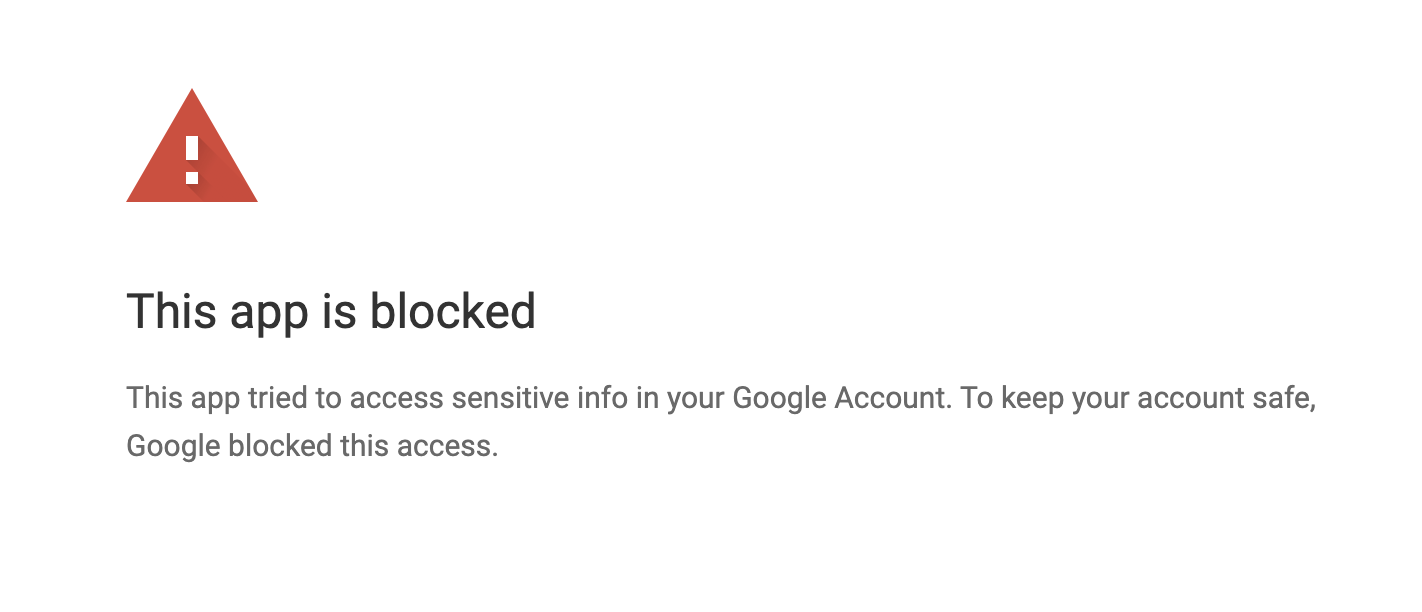 This app is blocked
This app tried to access sensitive info in your Google Account. To keep your account safe,
Google blocked this access.